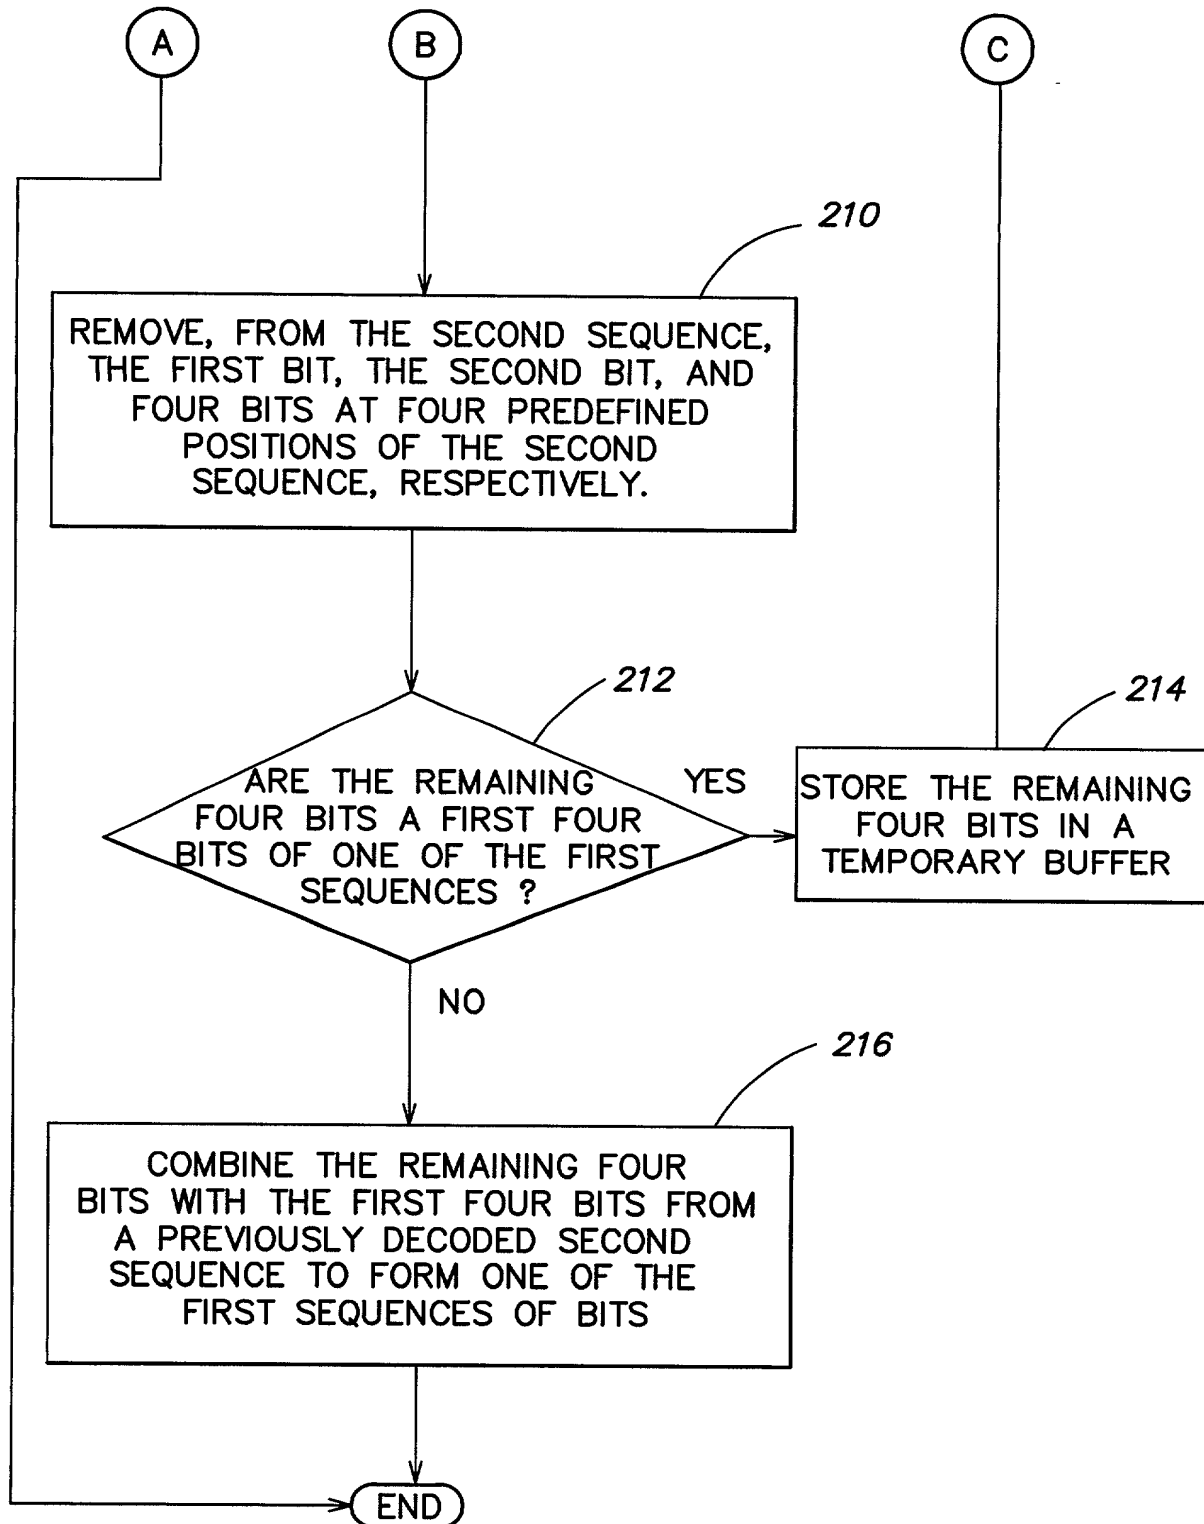 A
B
C
210
REMOVE, FROM THE SECOND SEQUENCE,
THE FIRST BIT, THE SECOND BIT, AND
FOUR BITS AT FOUR PREDEFINED
POSITIONS OF THE SECOND
SEQUENCE, RESPECTIVELY.
212
214
ARE THE REMAINING
FOUR BITS A FIRST FOUR
BITS OF ONE OF THE FIRST
SEQUENCES ?
YES
STORE THE REMAINING
FOUR BITS IN A
TEMPORARY BUFFER
NO
216
COMBINE THE REMAINING FOUR
BITS WITH THE FIRST FOUR BITS FROM
A PREVIOUSLY DECODED SECOND
SEQUENCE TO FORM ONE OF THE
FIRST SEQUENCES OF BITS
END